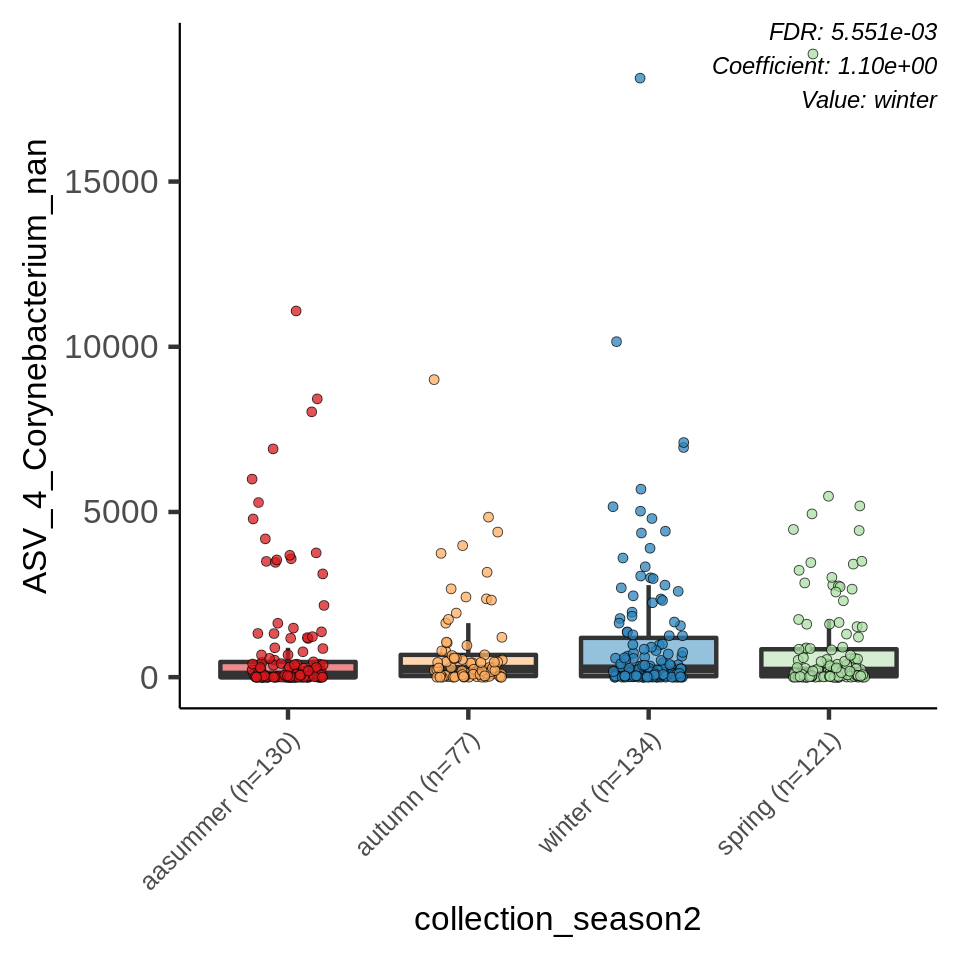 FDR: 5.551e-03
Coefficient: 1.10e+00
Value: winter
ASV_4_Corynebacterium_nan
15000
10000
5000
0
aasummer (n=130)
autumn (n=77)
winter (n=134)
spring (n=121)
collection_season2